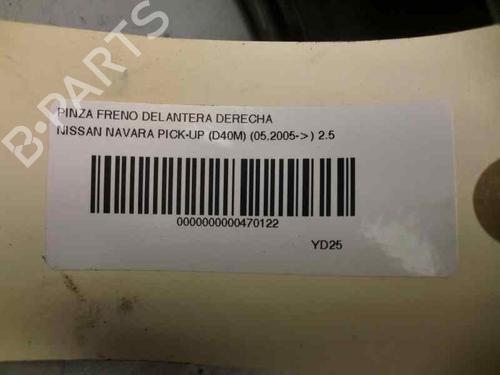 B-PARTS
PINZA FRENO DELANTERA DERECHA
NISSAN NAVARA PICK-UP (D40M) (05.2005->) 2.5
0000000000470122
YD25